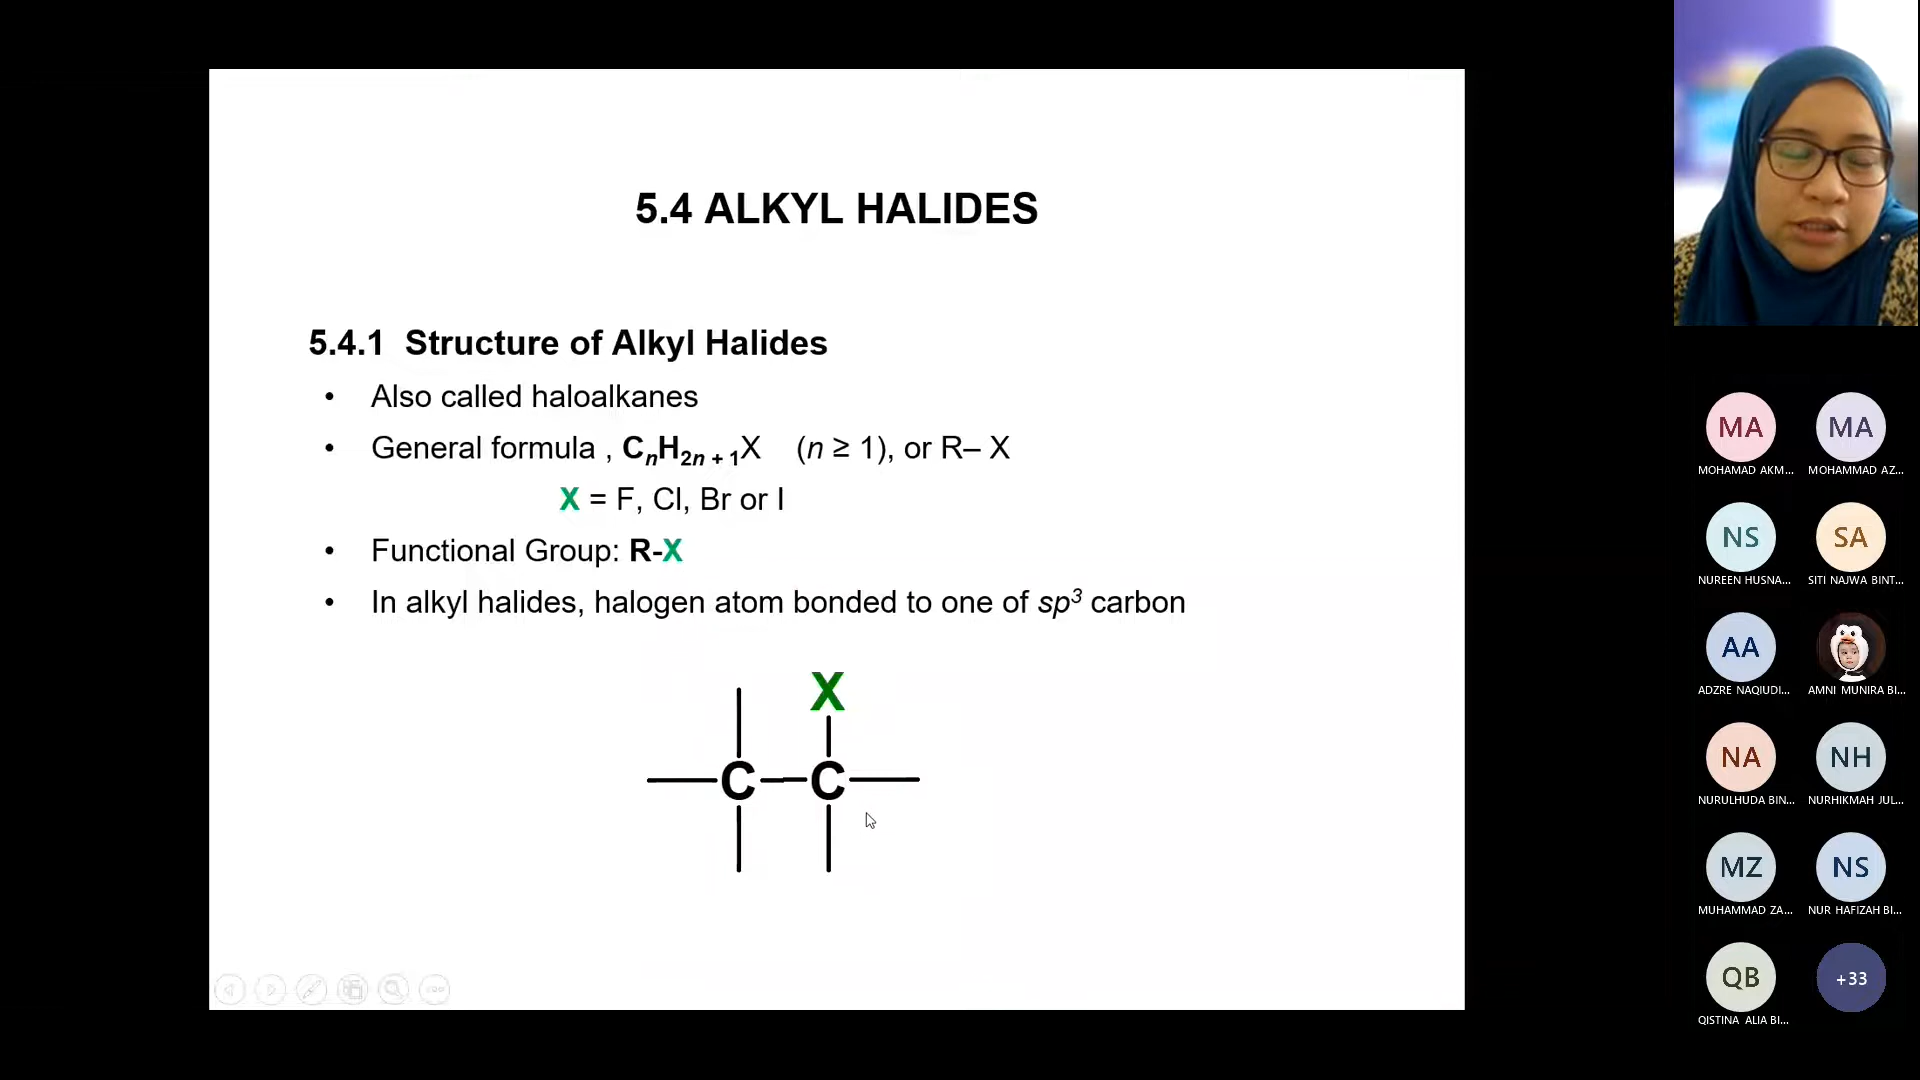 5.4 ALKYL HALIDES
5.4.1 Structure of Alkyl Halides
• Also called haloalkanes
• General formula , CnH2n + 1X (n ≥ 1), or R– X
X = F, Cl, Br or I
• Functional Group: R-X
• In alkyl halides, halogen atom bonded to one of sp³ carbon
X
C C
MA MA
MOHAMAD AKM... MOHAMMAD AZ...
NS SA
NUREEN HUSNA... SITI NAJWA BINT...
AA
ADZRE NAQIUDI... AMNI MUNIRA BI...
NA NH
NURULHUDA BIN... NURHIKMAH JUL...
MZ NS
MUHAMMAD ZA... NUR HAFIZAH BI...
QB +33
QISTINA ALIA BI...